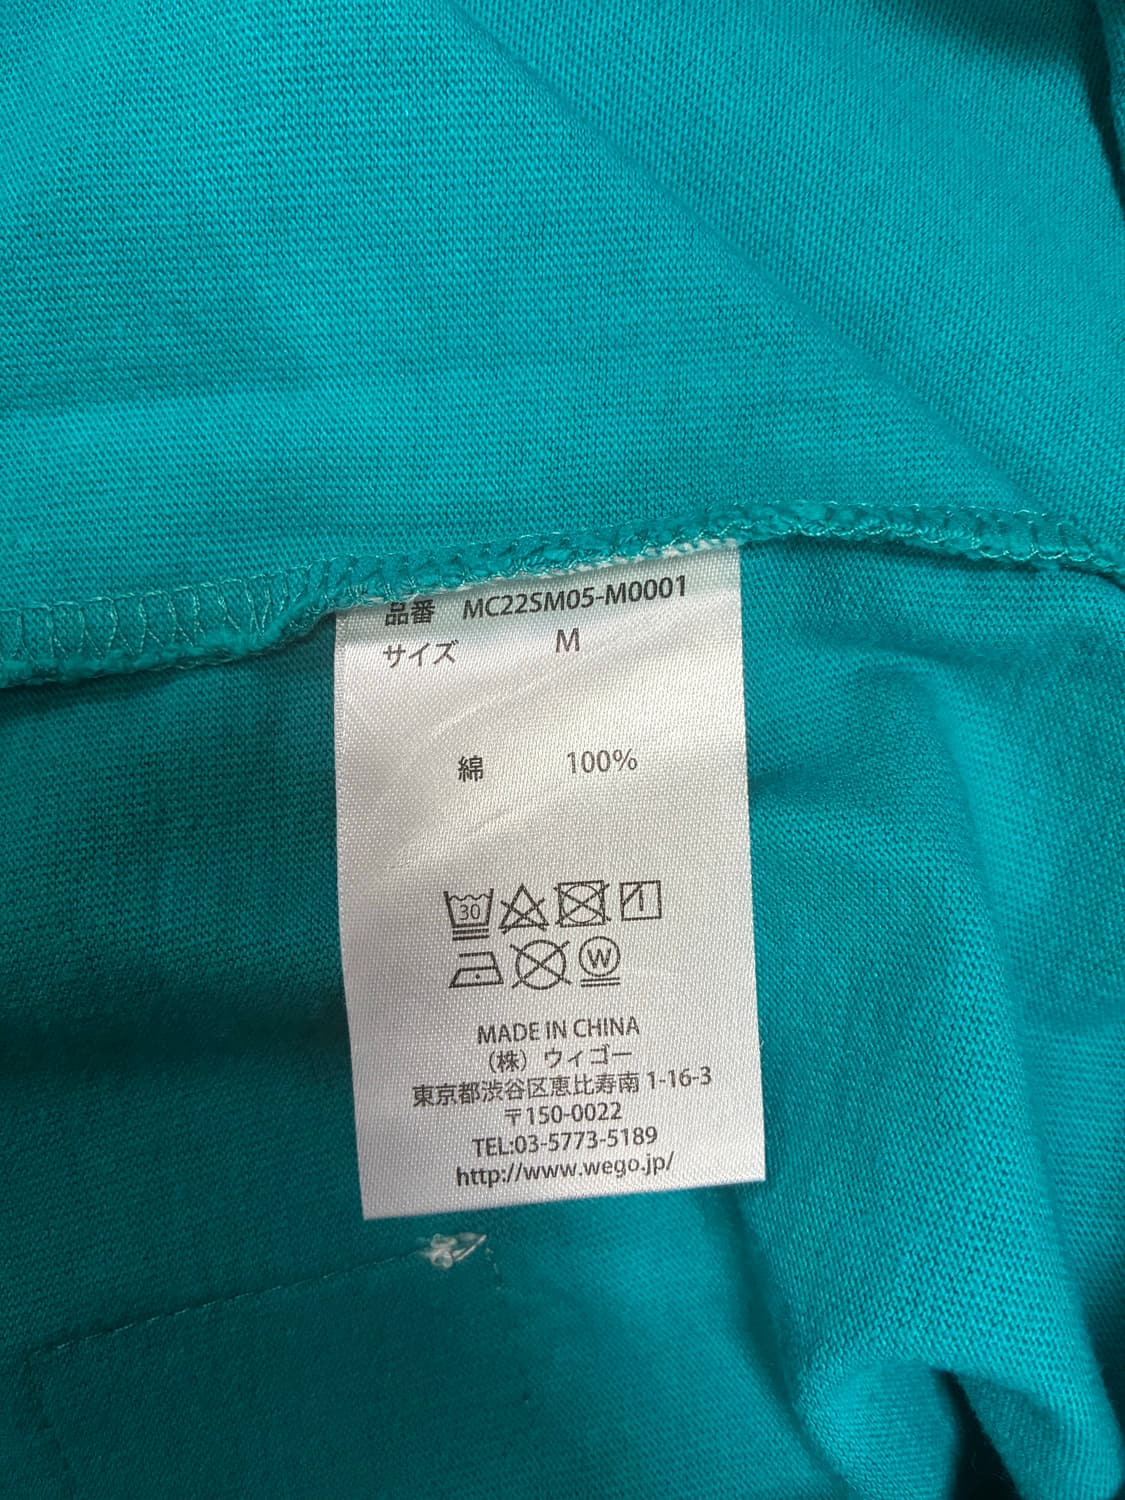 品番 MC22SM05-M0001
サイズ M
綿 100%
30
W
MADE IN CHINA
（株）ウィゴー
東京都渋谷区恵比寿南 1-16-3
〒150-0022
TEL:03-5773-5189
http://www.wego.jp/